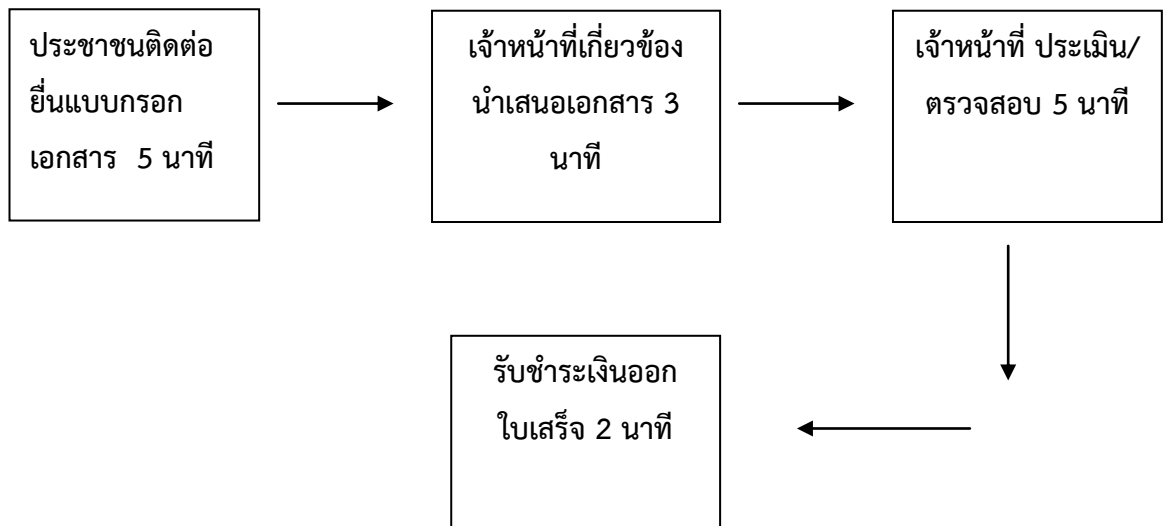 ประชาชนติดต่อ
ยื่นแบบกรอก
เอกสาร 5 นาที
เจ้าหน้าที่เกี่ยวข้อง
นำเสนอเอกสาร 3
นาที
เจ้าหน้าที่ ประเมิน/
ตรวจสอบ 5 นาที
รับชำระเงินออก
ใบเสร็จ 2 นาที